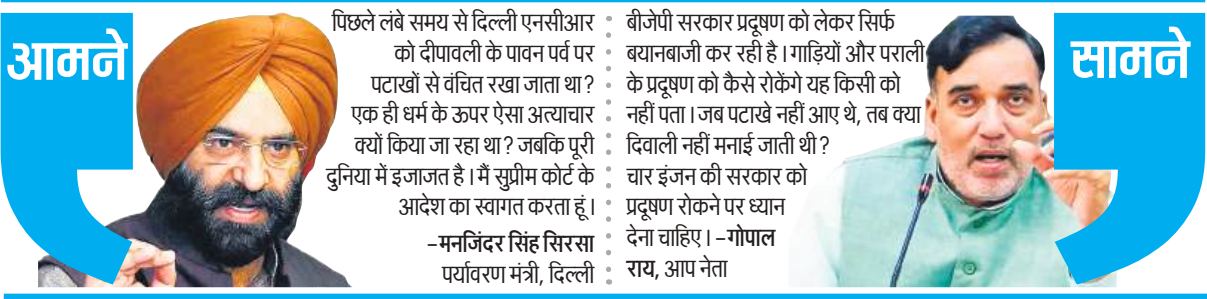 आमने
पिछले लंबे समय से दिल्ली एनसीआर
को दीपावली के पावन पर्व पर
पटाखों से वंचित रखा जाता था?
एक ही धर्म के ऊपर ऐसा अत्याचार
क्यों किया जा रहा था? जबकि पूरी
दुनिया में इजाजत है। मैं सुप्रीम कोर्ट के
आदेश का स्वागत करता हूं।
-मनजिंदर सिंह सिरसा
पर्यावरण मंत्री, दिल्ली
बीजेपी सरकार प्रदूषण को लेकर सिर्फ
बयानबाजी कर रही है। गाड़ियों और पराली
के प्रदूषण को कैसे रोकेंगे यह किसी को
नहीं पता। जब पटाखे नहीं आए थे, तब क्या
दिवाली नहीं मनाई जाती थी?
चार इंजन की सरकार को
प्रदूषण रोकने पर ध्यान
देना चाहिए। -गोपाल
राय, आप नेता
सामने